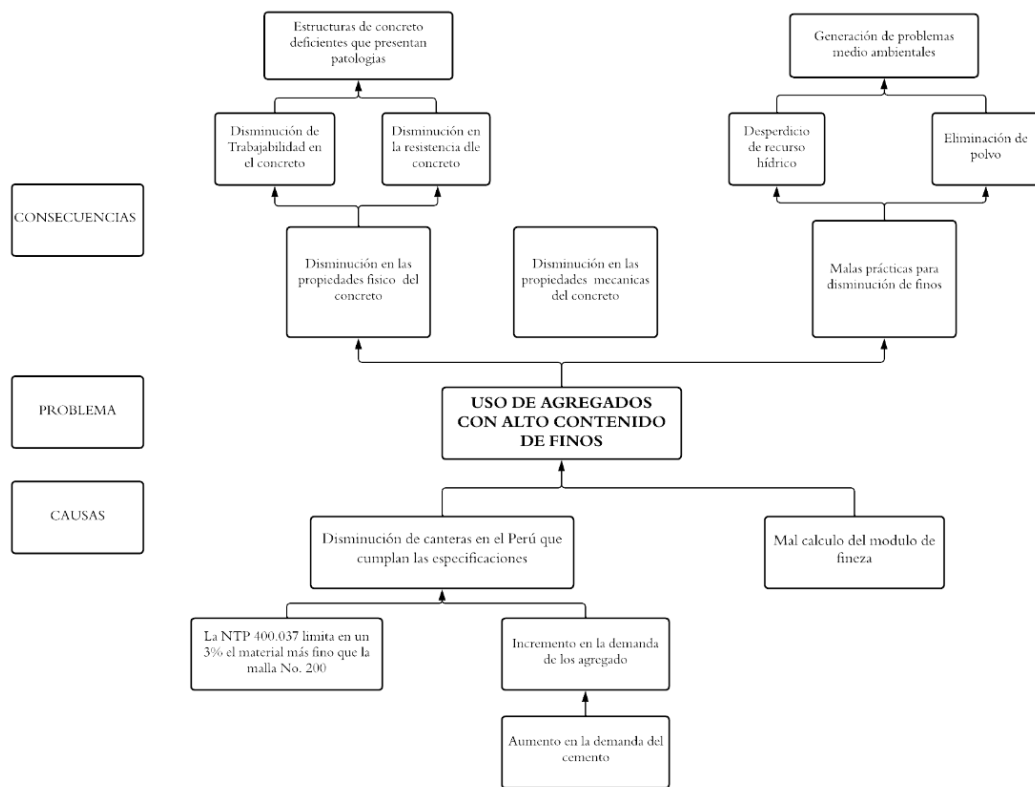 Estructuras de concreto
deficientes que presentan
patologias
Generación de problemas
medio ambientales
Disminución de
Trabajabilidad en
el concreto
Disminución en
la resistencia dle
concreto
Desperdicio
de recurso
hídrico
Eliminación de
polvo
CONSECUENCIAS
Disminución en las
propiedades fisico del
concreto
Disminución en las
propiedades mecanicas
del concreto
Malas prácticas para
disminución de finos
PROBLEMA
USO DE AGREGADOS
CON ALTO CONTENIDO
DE FINOS
CAUSAS
Disminución de canteras en el Perú que
cumplan las especificaciones
Mal calculo del modulo de
fineza
La NTP 400.037 limita en un
3% el material más fino que la
malla No. 200
Incremento en la demanda
de los agregado
Aumento en la demanda del
cemento